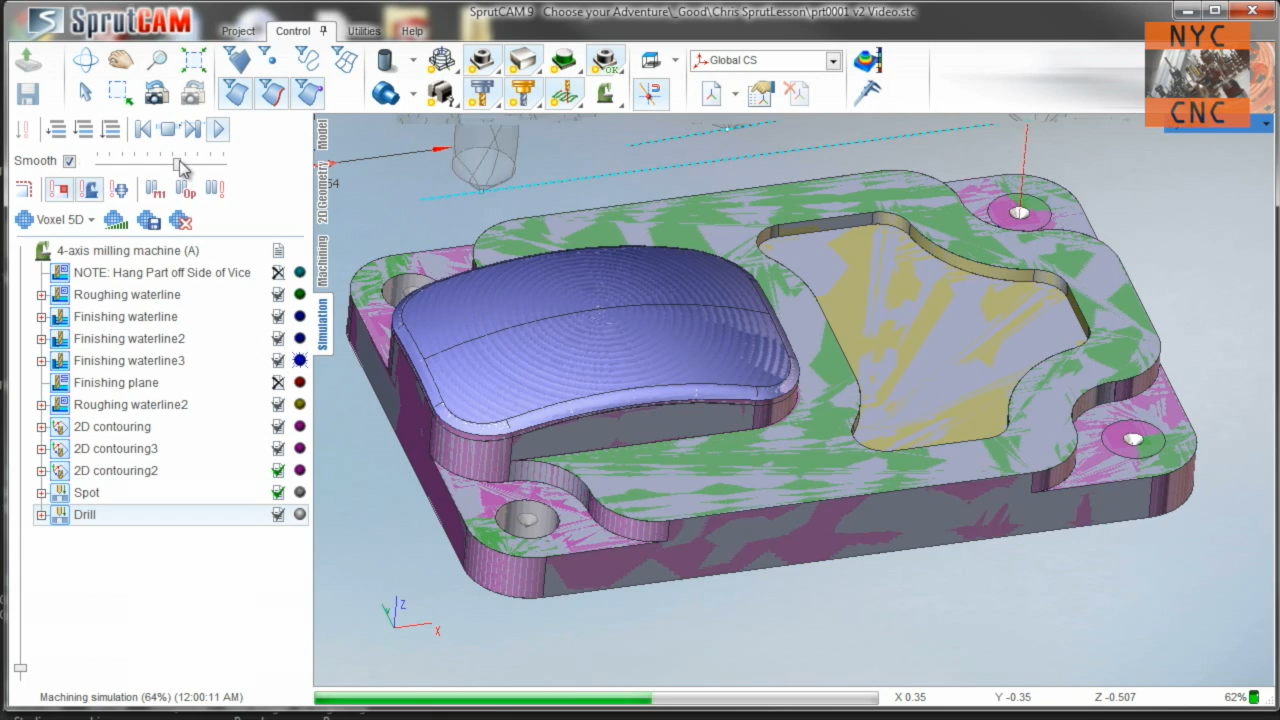 SprutCAM 9 - Choose your Adventure\_Good\Chris SprutLesson\prt0001 v2 Video.stc
SprutCAM
Project Control Utilities Help
NYC
CNC
OK
Global CS
Smooth
M1 Op
Voxel 5D
4-axis milling machine (A)
NOTE: Hang Part off Side of Vice
Roughing waterline
Finishing waterline
Finishing waterline2
Finishing waterline3
Finishing plane
Roughing waterline2
2D contouring
2D contouring3
2D contouring2
Spot
Drill
Model
2D Geometry
Machining
Simulation
Z
Y
X
Machining simulation (64%) (12:00:11 AM)
X 0.35 Y -0.35 Z -0.507 62%